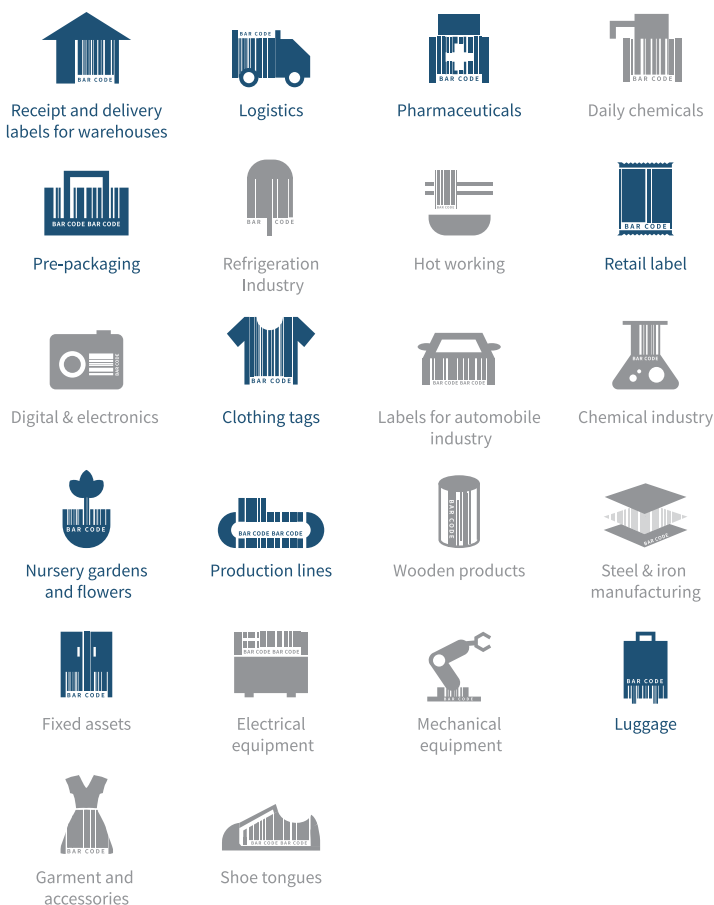 BAR CODE
BAR CODE
BAR CODE
BAR CODE
Receipt and delivery
labels for warehouses
Logistics
Pharmaceuticals
Daily chemicals
BAR CODE BAR CODE
BAR CODE
BAR CODE
BAR CODE
Pre-packaging
Refrigeration
Industry
Hot working
Retail label
BAR CODE
BAR CODE
BAR CODE BAR CODE
BAR CODE
Digital & electronics
Clothing tags
Labels for automobile
industry
Chemical industry
BAR CODE
BAR CODE BAR CODE
BAR CODE
BAR CODE
Nursery gardens
and flowers
Production lines
Wooden products
Steel & iron
manufacturing
BAR CODE
BAR CODE BAR CODE
BAR CODE
BAR CODE
Fixed assets
Electrical
equipment
Mechanical
equipment
Luggage
BAR CODE
BAR CODE BAR CODE
Garment and
accessories
Shoe tongues